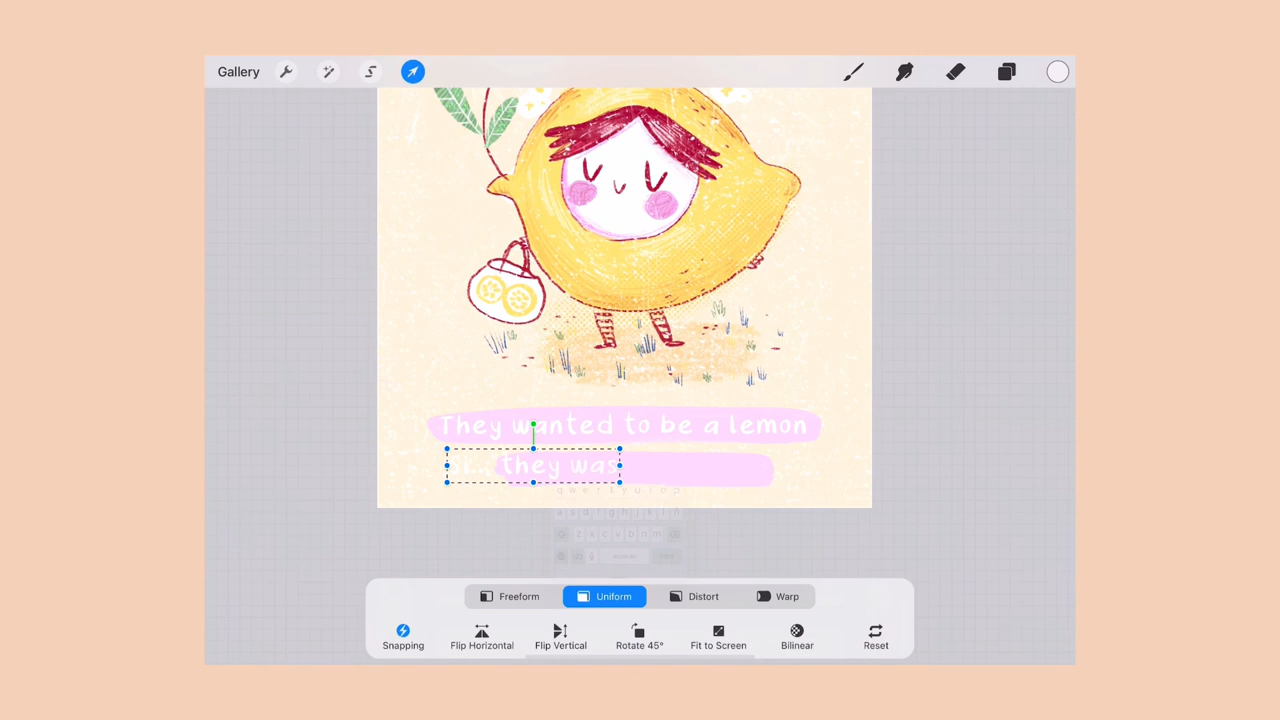 Gallery
They wanted to be a lemon
they was
q w e r t y u i o p
Freeform
Uniform
Distort
Warp
Snapping
Flip Horizontal
Flip Vertical
Rotate 45°
Fit to Screen
Bilinear
Reset